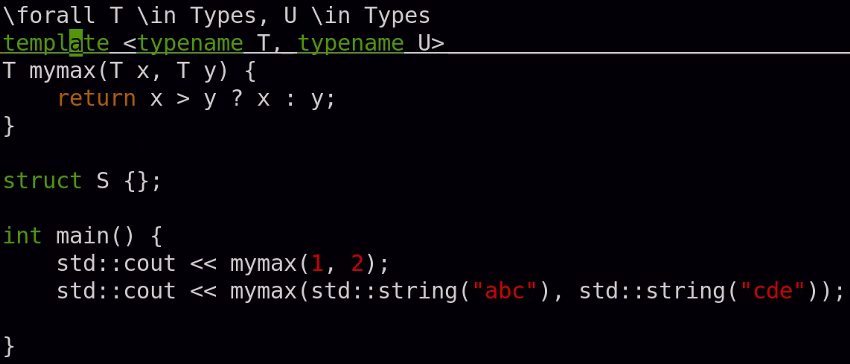 \forall T \in Types, U \in Types
template <typename T, typename U>
T mymax(T x, T y) {
    return x > y ? x : y;
}

struct S {};

int main() {
    std::cout << mymax(1, 2);
    std::cout << mymax(std::string("abc"), std::string("cde"));

}